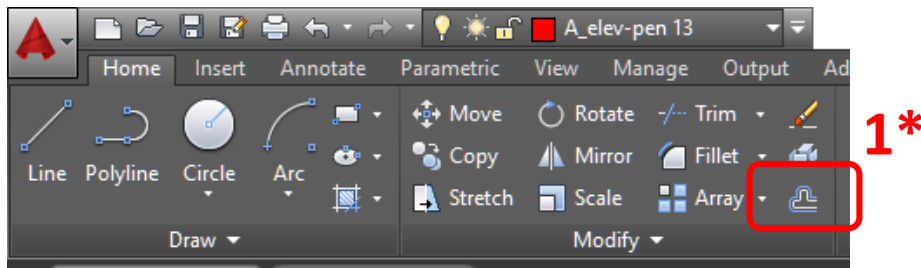 A_elev-pen 13
Home Insert Annotate Parametric View Manage Output Ad
Move Rotate Trim
1*
Line Polyline Circle Arc Copy Mirror Fillet
Stretch Scale Array
Draw Modify